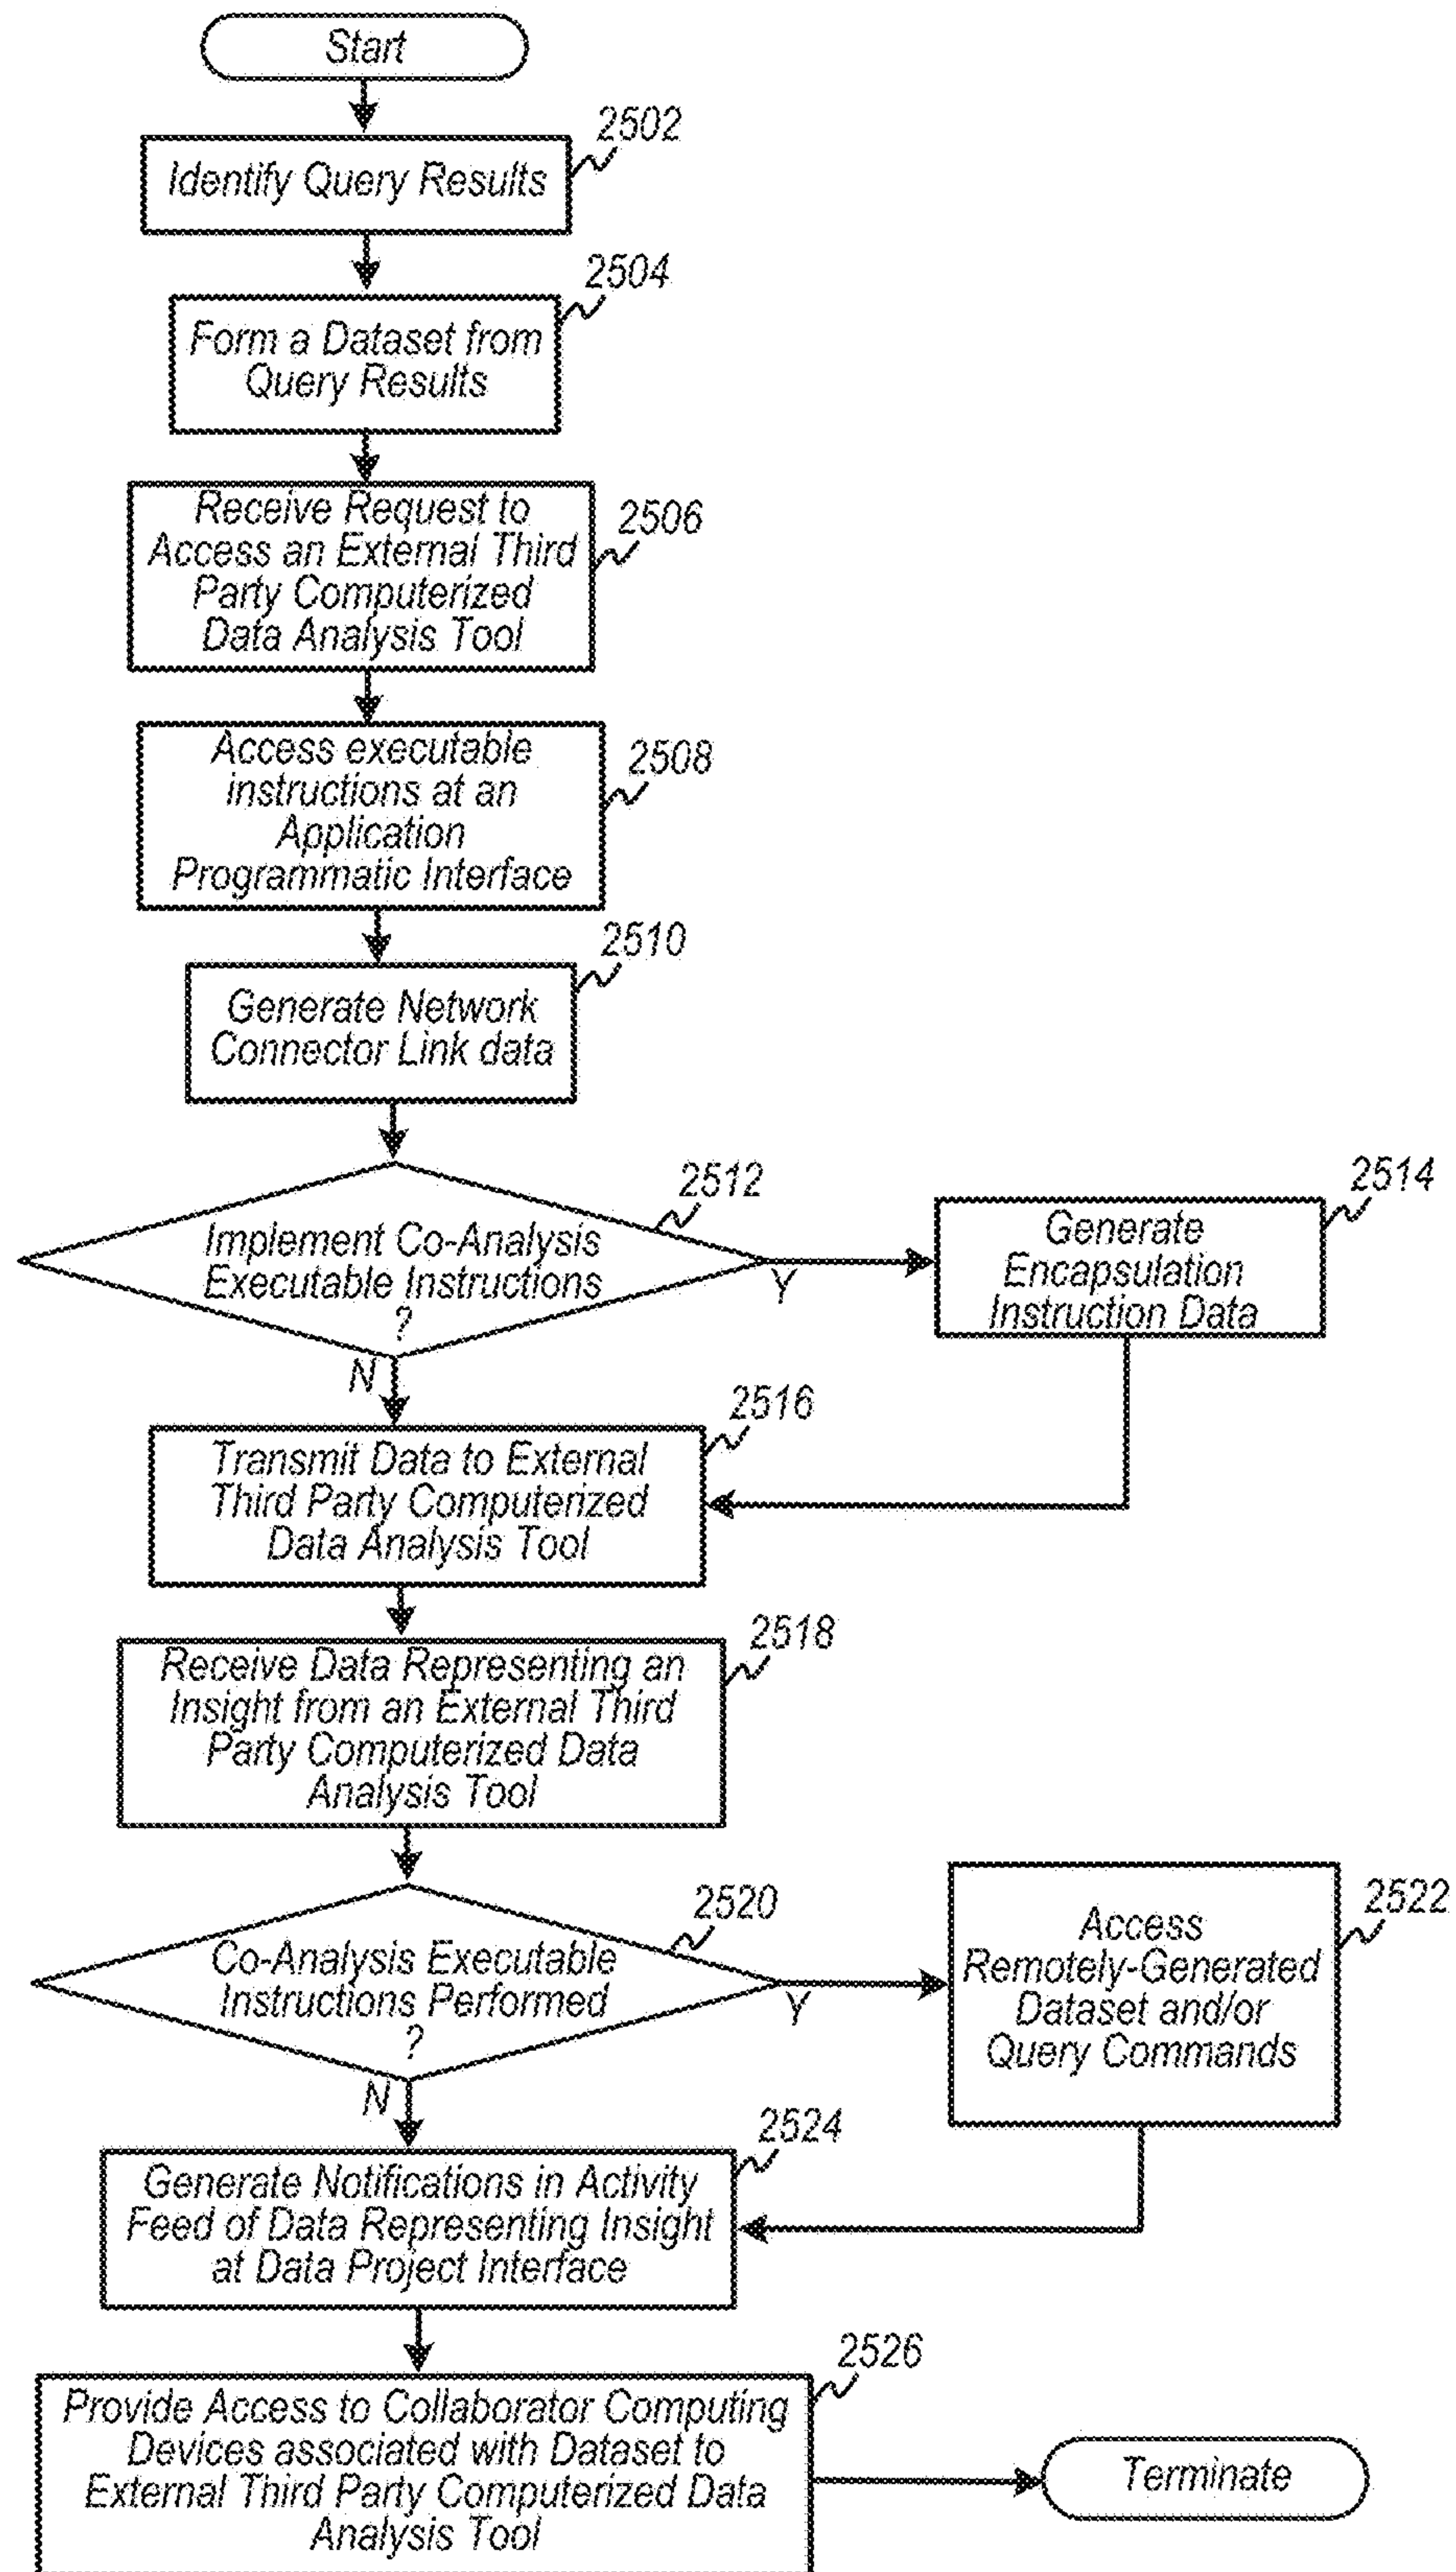 Start
2502
Identify Query Results
2504
Form a Dataset from
Query Results
2506
Receive Request to
Access an External Third
Party Computerized
Data Analysis Tool
2508
Access executable
instructions at an
Application
Programmatic Interface
2510
Generate Network
Connector Link data
2512
Implement Co-Analysis
Executable Instructions
?
Y
N
2514
Generate
Encapsulation
Instruction Data
2516
Transmit Data to External
Third Party Computerized
Data Analysis Tool
2518
Receive Data Representing an
Insight from an External Third
Party Computerized Data
Analysis Tool
2520
Co-Analysis Executable
Instructions Performed
?
Y
N
2522
Access
Remotely-Generated
Dataset and/or
Query Commands
2524
Generate Notifications in Activity
Feed of Data Representing Insight
at Data Project Interface
2526
Provide Access to Collaborator Computing
Devices associated with Dataset to
External Third Party Computerized Data
Analysis Tool
Terminate